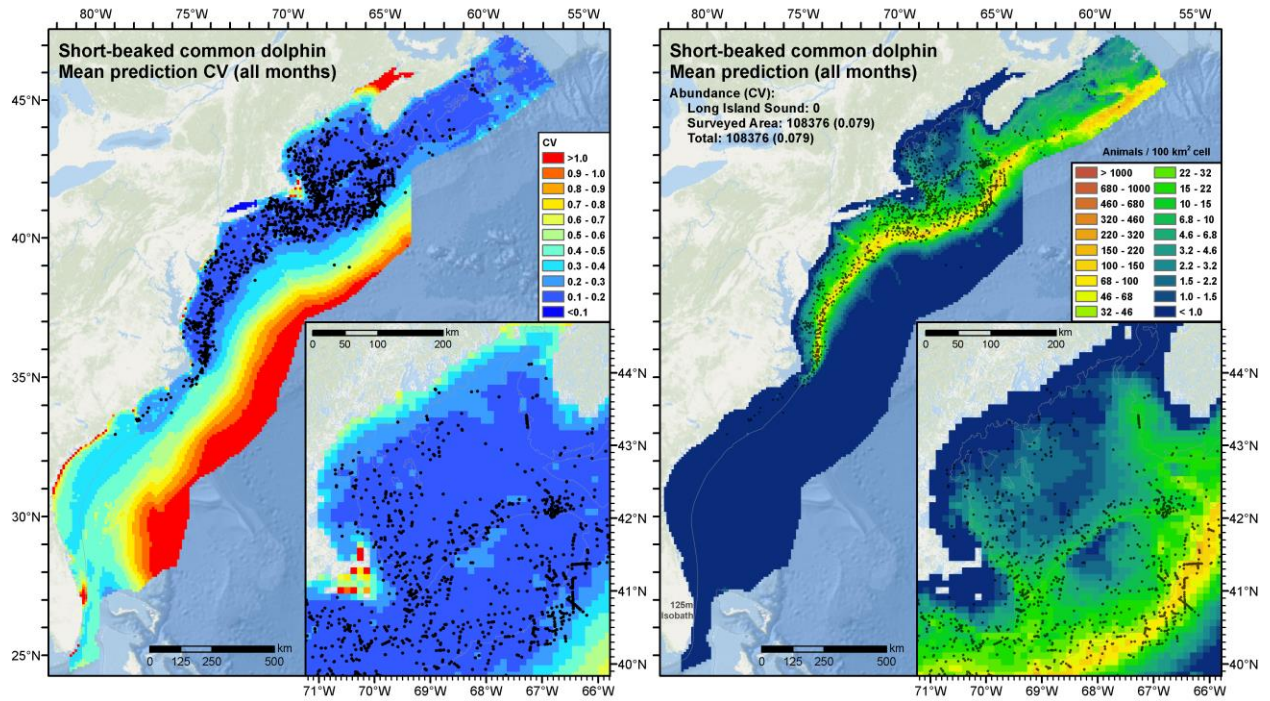 80°W 75°W 70°W 65°W 60°W 55°W
Short-beaked common dolphin
Mean prediction CV (all months)
45°N
40°N
35°N
30°N
25°N
CV
>1.0
0.9 - 1.0
0.8 - 0.9
0.7 - 0.8
0.6 - 0.7
0.5 - 0.6
0.4 - 0.5
0.3 - 0.4
0.2 - 0.3
0.1 - 0.2
<0.1
km
0 50 100 200
44°N
43°N
42°N
41°N
40°N
km
0 125 250 500
71°W 70°W 69°W 68°W 67°W 66°W
80°W 75°W 70°W 65°W 60°W 55°W
Short-beaked common dolphin
Mean prediction (all months)
Abundance (CV):
Long Island Sound: 0
Surveyed Area: 108376 (0.079)
Total: 108376 (0.079)
45°N
40°N
35°N
30°N
25°N
Animals / 100 km² cell
> 1000
680 - 1000
460 - 680
320 - 460
220 - 320
150 - 220
100 - 150
68 - 100
46 - 68
32 - 46
22 - 32
15 - 22
10 - 15
6.8 - 10
4.6 - 6.8
3.2 - 4.6
2.2 - 3.2
1.5 - 2.2
1.0 - 1.5
< 1.0
km
0 50 100 200
44°N
43°N
42°N
41°N
40°N
125m
Isobath
km
0 125 250 500
71°W 70°W 69°W 68°W 67°W 66°W